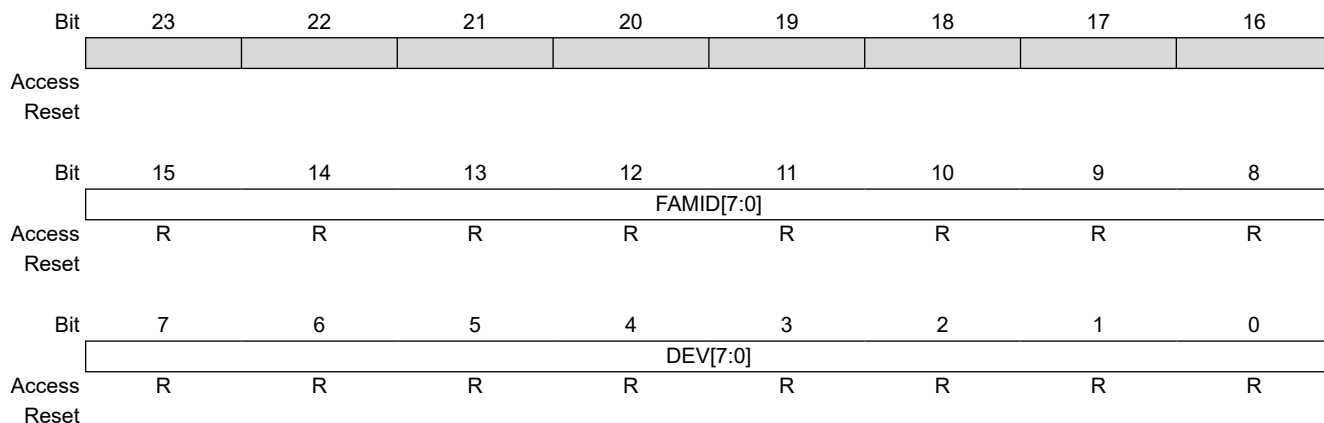 Bit 23 22 21 20 19 18 17 16
Access
Reset
Bit 15 14 13 12 11 10 9 8
FAMID[7:0]
Access R R R R R R R R
Reset
Bit 7 6 5 4 3 2 1 0
DEV[7:0]
Access R R R R R R R R
Reset